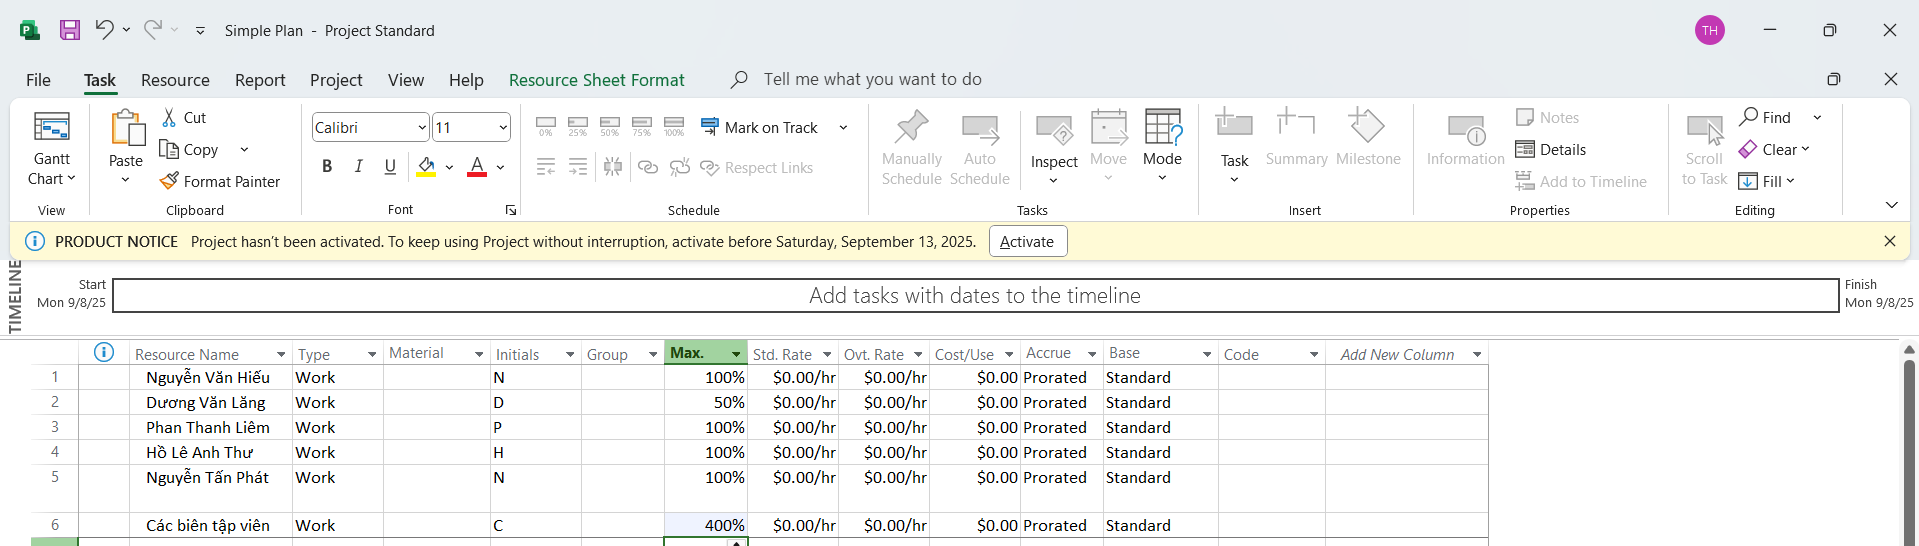 Simple Plan - Project Standard
TH
File Task Resource Report Project View Help Resource Sheet Format Tell me what you want to do
Gantt Chart
View
Paste
Cut
Copy
Format Painter
Clipboard
Calibri 11
B I U A
Font
0% 25% 50% 75% 100%
Mark on Track
Respect Links
Schedule
Manually Schedule
Auto Schedule
Inspect
Move
Mode
Tasks
Task
Summary
Milestone
Insert
Information
Notes
Details
Add to Timeline
Properties
Scroll to Task
Find
Clear
Fill
Editing
PRODUCT NOTICE Project hasn't been activated. To keep using Project without interruption, activate before Saturday, September 13, 2025. Activate
TIMELINE
Start
Mon 9/8/25
Add tasks with dates to the timeline
Finish
Mon 9/8/25
Resource Name Type Material Initials Group Max. Std. Rate Ovt. Rate Cost/Use Accrue Base Code Add New Column
1 Nguyễn Văn Hiếu Work N 100% $0.00/hr $0.00/hr $0.00 Prorated Standard
2 Dương Văn Lăng Work D 50% $0.00/hr $0.00/hr $0.00 Prorated Standard
3 Phan Thanh Liêm Work P 100% $0.00/hr $0.00/hr $0.00 Prorated Standard
4 Hồ Lê Anh Thư Work H 100% $0.00/hr $0.00/hr $0.00 Prorated Standard
5 Nguyễn Tấn Phát Work N 100% $0.00/hr $0.00/hr $0.00 Prorated Standard
6 Các biên tập viên Work C 400% $0.00/hr $0.00/hr $0.00 Prorated Standard